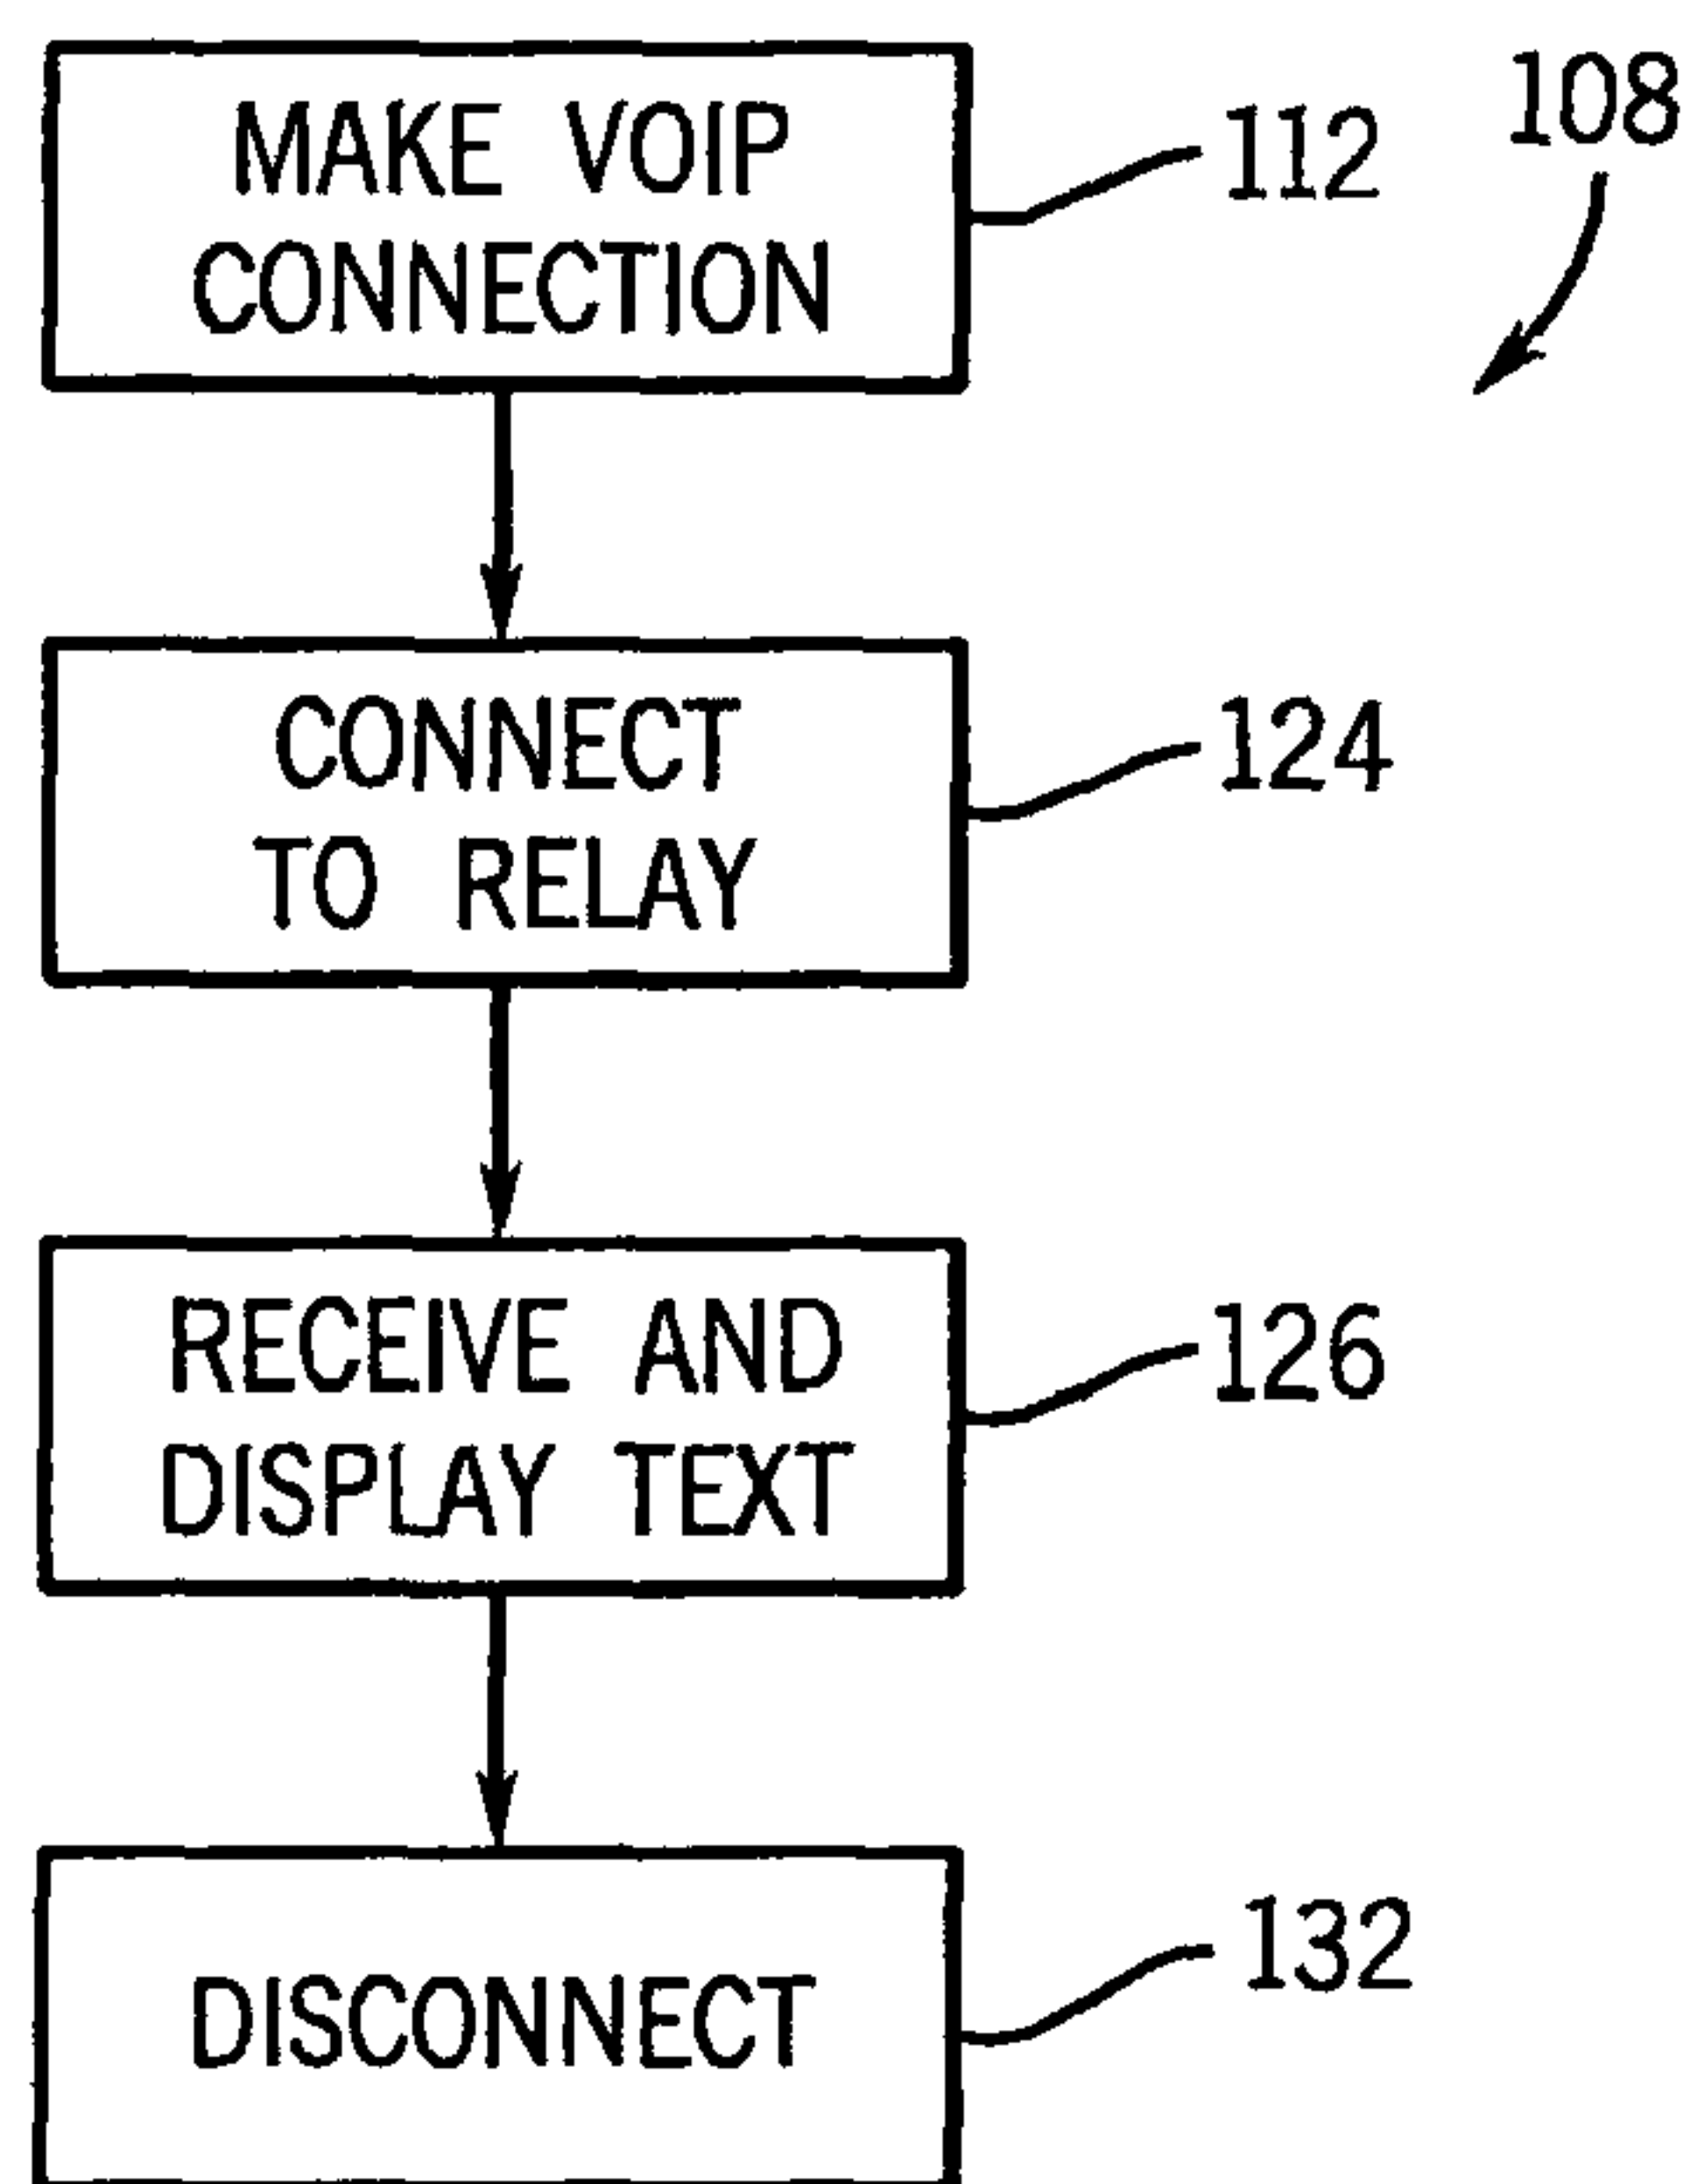 108
MAKE VOIP
CONNECTION
112
CONNECT
TO RELAY
124
RECEIVE AND
DISPLAY TEXT
126
DISCONNECT
132